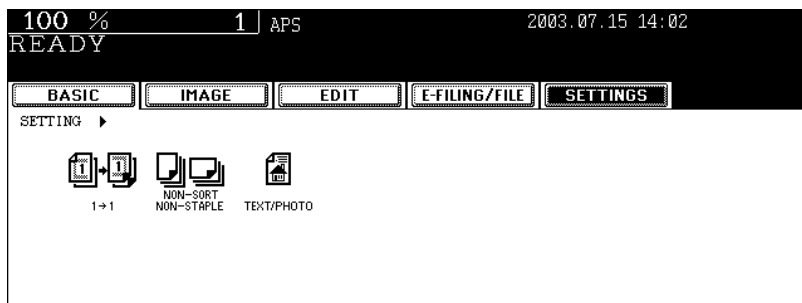 100 % 1 APS 2003.07.15 14:02
READY
BASIC IMAGE EDIT E-FILING/FILE SETTINGS
SETTING ▶
1 1
NON-SORT
1→1 NON-STAPLE TEXT/PHOTO